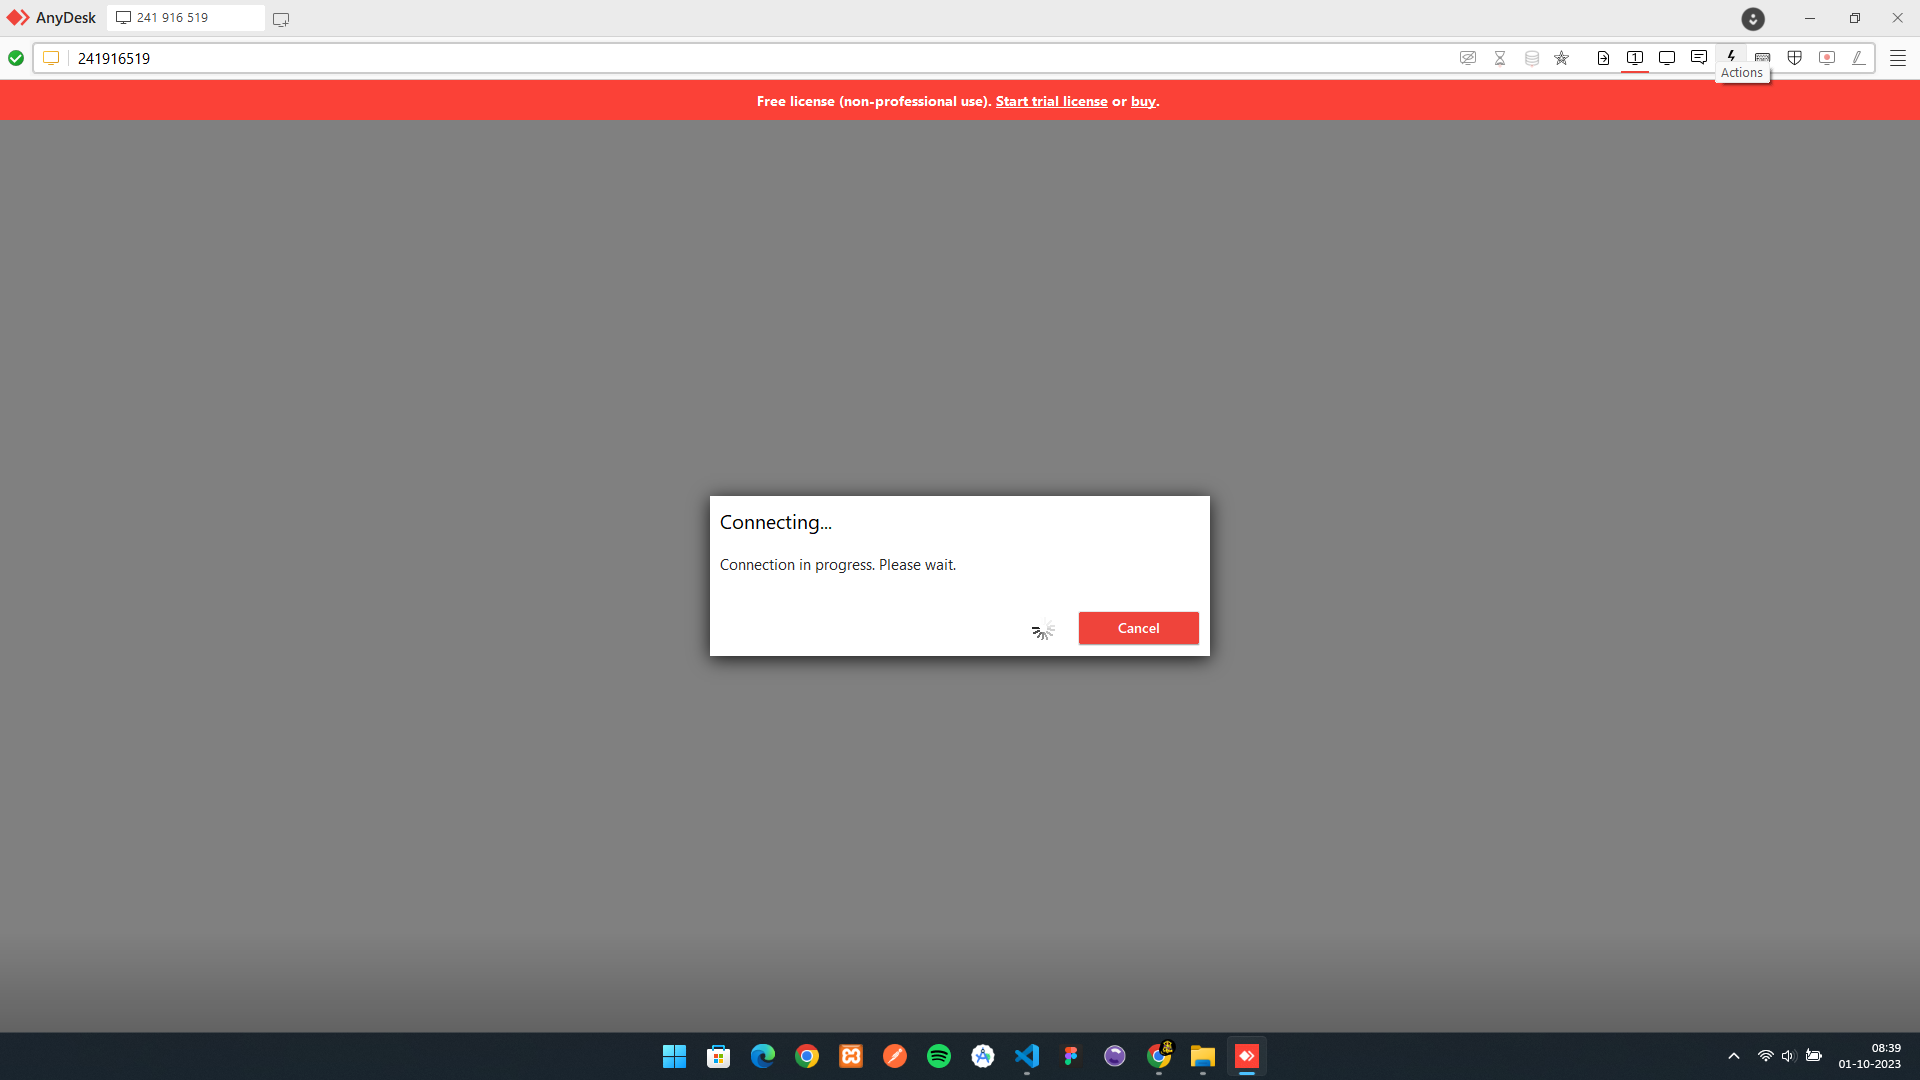 AnyDesk
241 916 519
241916519
1
Actions
Free license (non-professional use). Start trial license or buy.
Connecting...
Connection in progress. Please wait.
Cancel
08:39
01-10-2023